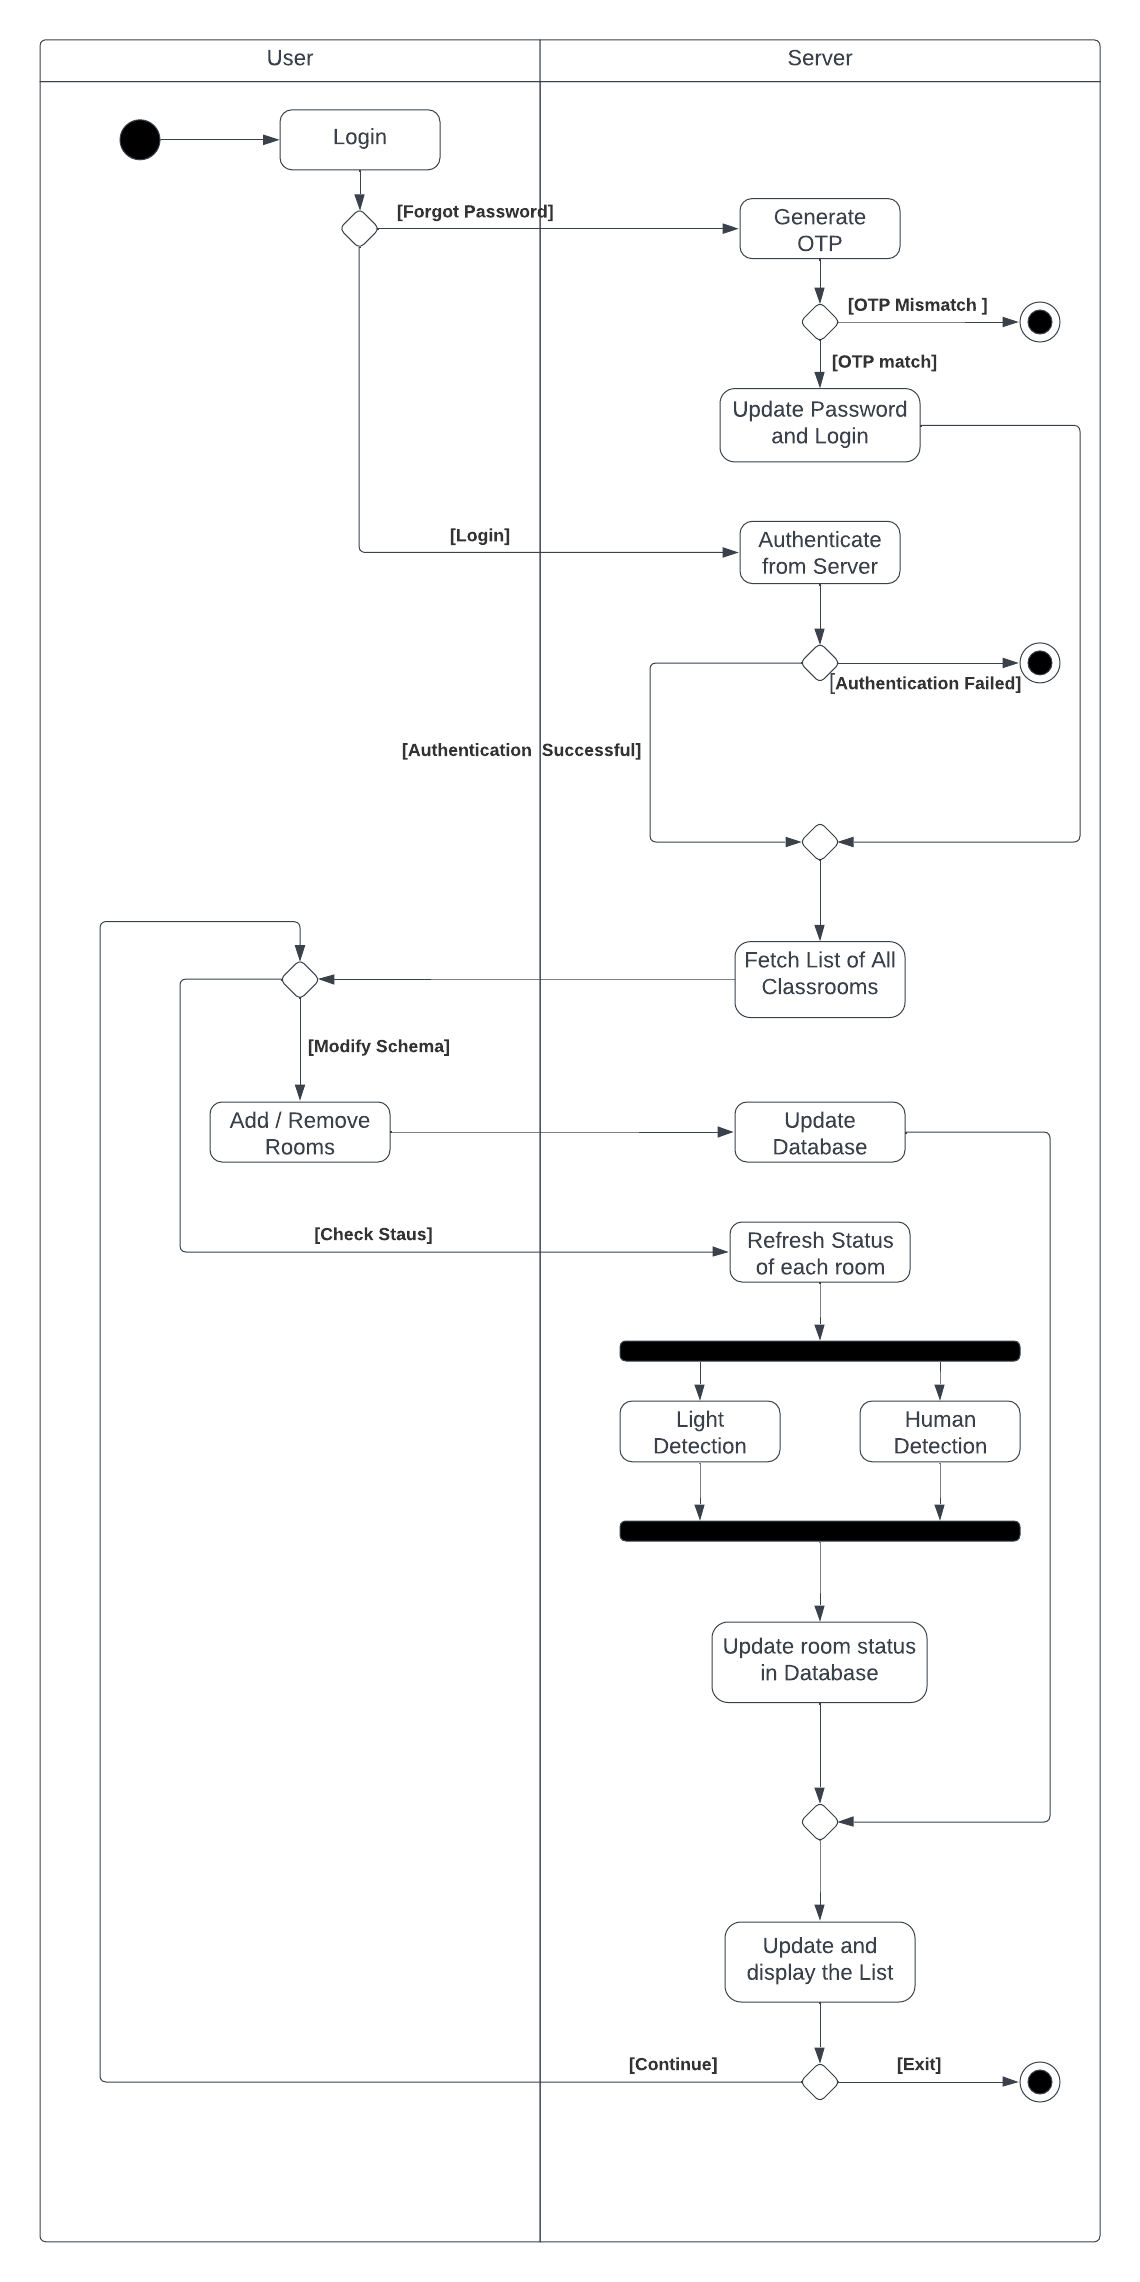 User
Server
Login
[Forgot Password]
Generate
OTP
[OTP Mismatch ]
[OTP match]
Update Password
and Login
[Login]
Authenticate
from Server
[Authentication Failed]
[Authentication Successful]
Fetch List of All
Classrooms
[Modify Schema]
Add / Remove
Rooms
Update
Database
[Check Staus]
Refresh Status
of each room
Light
Detection
Human
Detection
Update room status
in Database
Update and
display the List
[Continue]
[Exit]